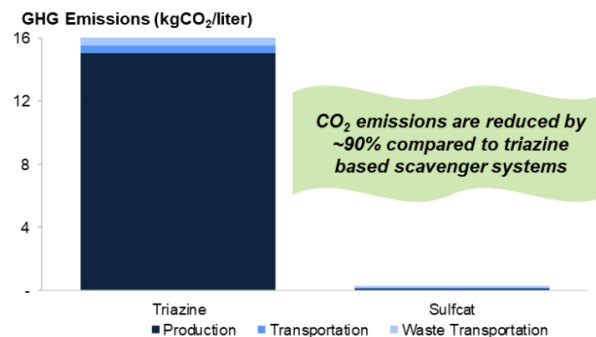 GHG Emissions (kgCO₂/liter)
16
12
8
4
-
CO₂ emissions are reduced by
~90% compared to triazine
based scavenger systems
Triazine
Sulfcat
Production
Transportation
Waste Transportation